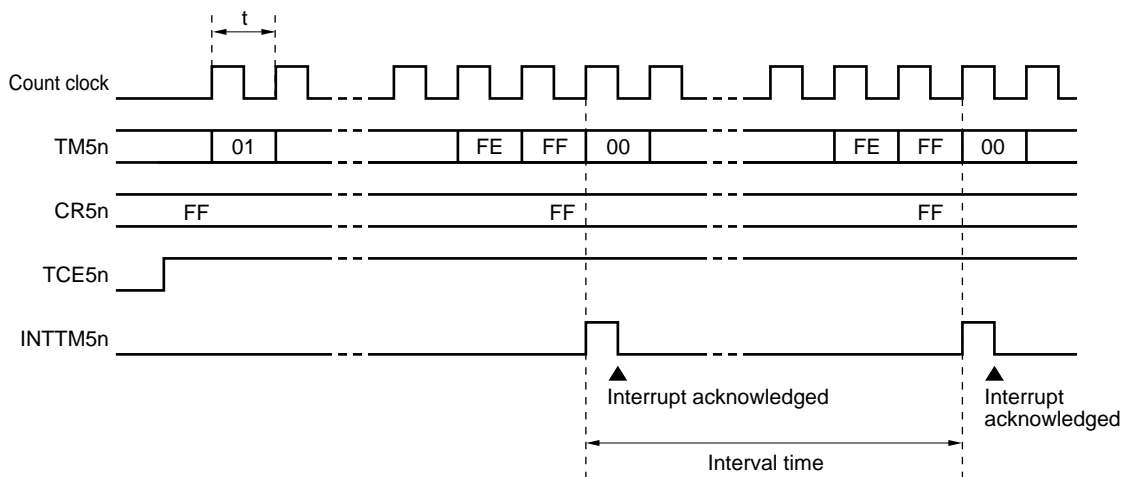 t
Count clock
TM5n 01 FE FF 00 FE FF 00
CR5n FF FF FF
TCE5n
INTTM5n
Interrupt acknowledged
Interrupt
acknowledged
Interval time